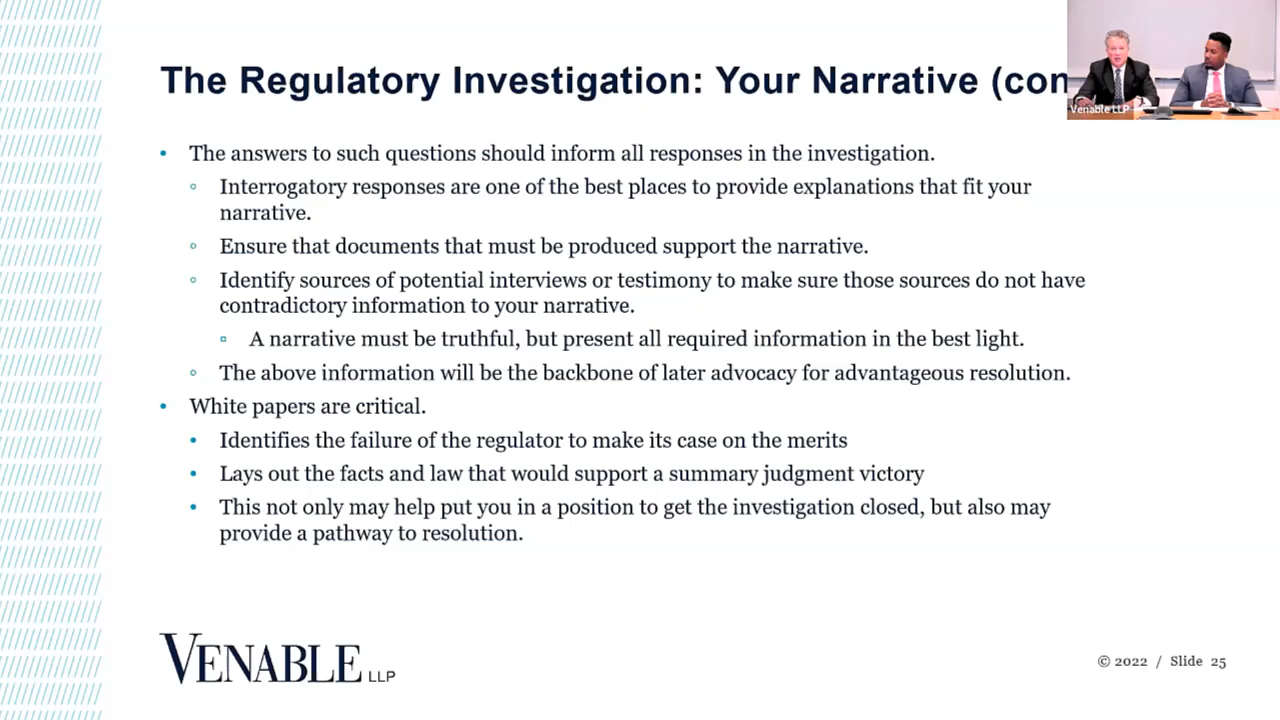 The Regulatory Investigation: Your Narrative (con
Venable LLP
• The answers to such questions should inform all responses in the investigation.
◦ Interrogatory responses are one of the best places to provide explanations that fit your
narrative.
◦ Ensure that documents that must be produced support the narrative.
◦ Identify sources of potential interviews or testimony to make sure those sources do not have
contradictory information to your narrative.
▫ A narrative must be truthful, but present all required information in the best light.
◦ The above information will be the backbone of later advocacy for advantageous resolution.
• White papers are critical.
• Identifies the failure of the regulator to make its case on the merits
• Lays out the facts and law that would support a summary judgment victory
• This not only may help put you in a position to get the investigation closed, but also may
provide a pathway to resolution.
VENABLE LLP
© 2022 / Slide 25